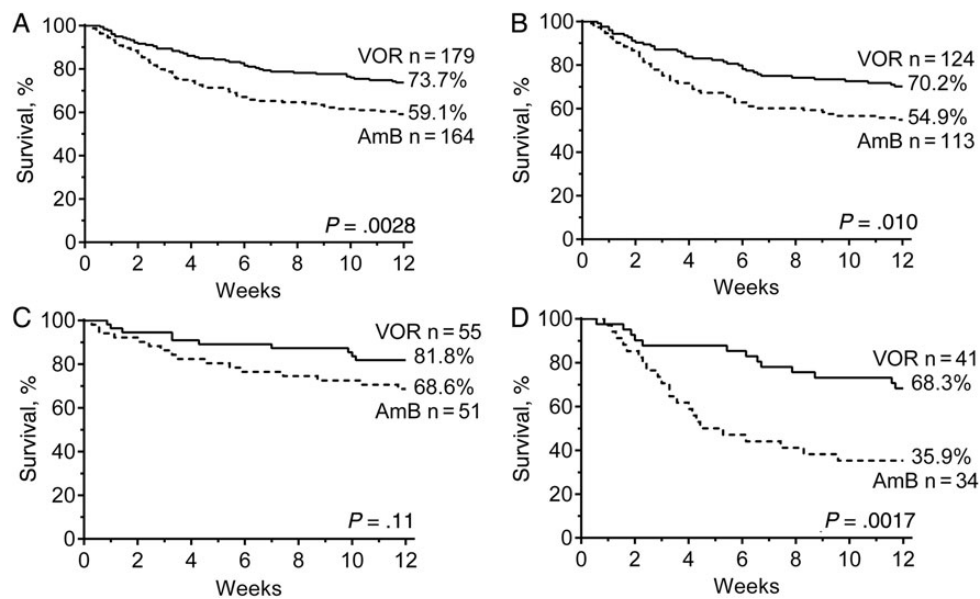 A
100
80
60
40
20
0
Survival, %
VOR n = 179
73.7%
59.1%
AmB n = 164
P = .0028
0 2 4 6 8 10 12
Weeks
B
100
80
60
40
20
0
Survival, %
VOR n = 124
70.2%
54.9%
AmB n = 113
P = .010
0 2 4 6 8 10 12
Weeks
C
100
80
60
40
20
0
Survival, %
VOR n = 55
81.8%
68.6%
AmB n = 51
P = .11
0 2 4 6 8 10 12
Weeks
D
100
80
60
40
20
0
Survival, %
VOR n = 41
68.3%
35.9%
AmB n = 34
P = .0017
0 2 4 6 8 10 12
Weeks